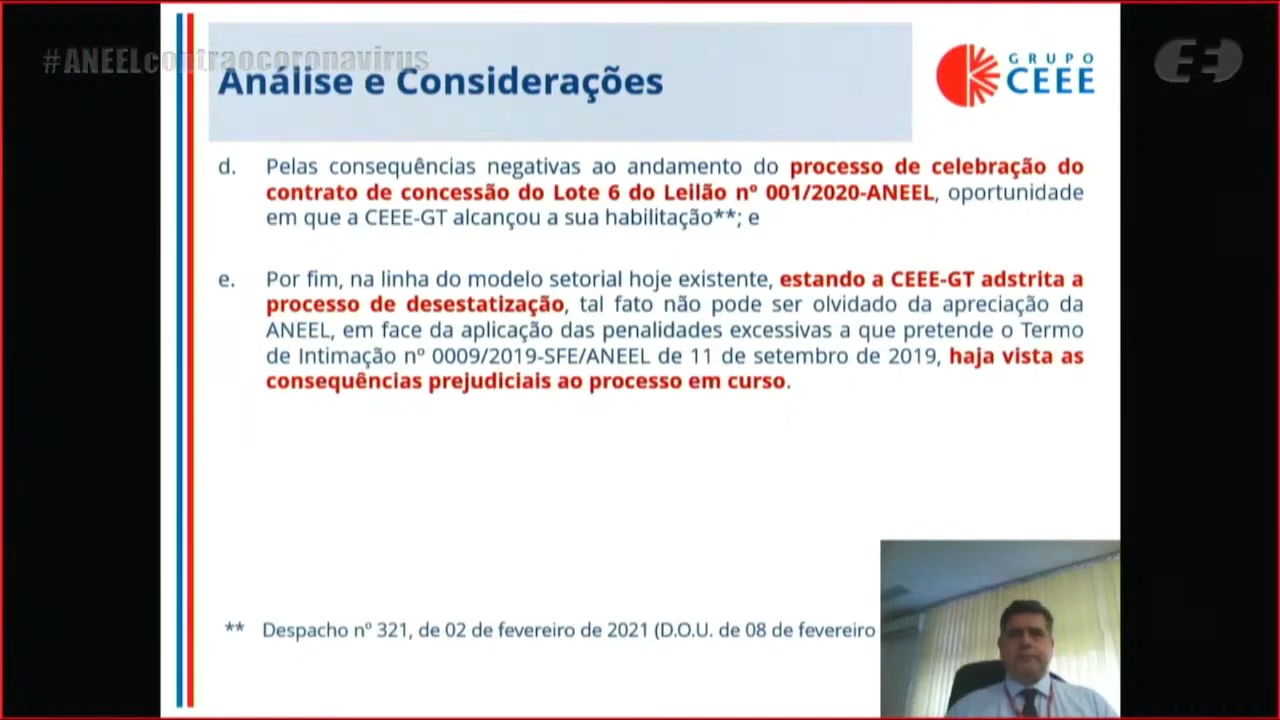 #ANEELcontraocoronavirus
Análise e Considerações
GRUPO
CEEE
d. Pelas consequências negativas ao andamento do processo de celebração do
contrato de concessão do Lote 6 do Leilão nº 001/2020-ANEEL, oportunidade
em que a CEEE-GT alcançou a sua habilitação**; e
e. Por fim, na linha do modelo setorial hoje existente, estando a CEEE-GT adstrita a
processo de desestatização, tal fato não pode ser olvidado da apreciação da
ANEEL, em face da aplicação das penalidades excessivas a que pretende o Termo
de Intimação nº 0009/2019-SFE/ANEEL de 11 de setembro de 2019, haja vista as
consequências prejudiciais ao processo em curso.
** Despacho nº 321, de 02 de fevereiro de 2021 (D.O.U. de 08 de fevereiro